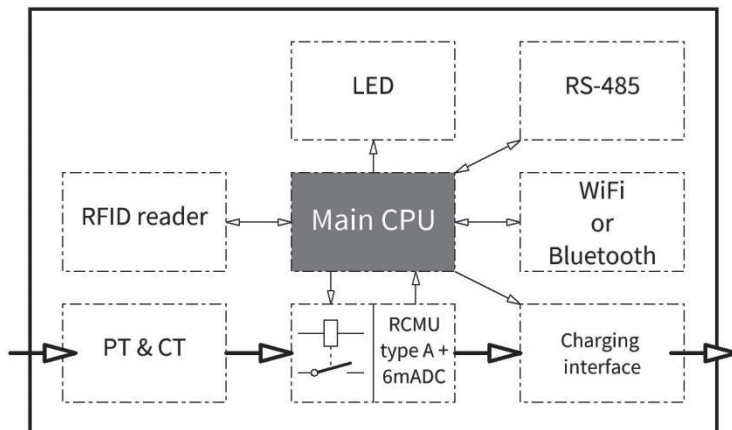 LED
RS-485
RFID reader
Main CPU
WiFi
or
Bluetooth
PT & CT
RCMU
type A +
6mADC
Charging
interface